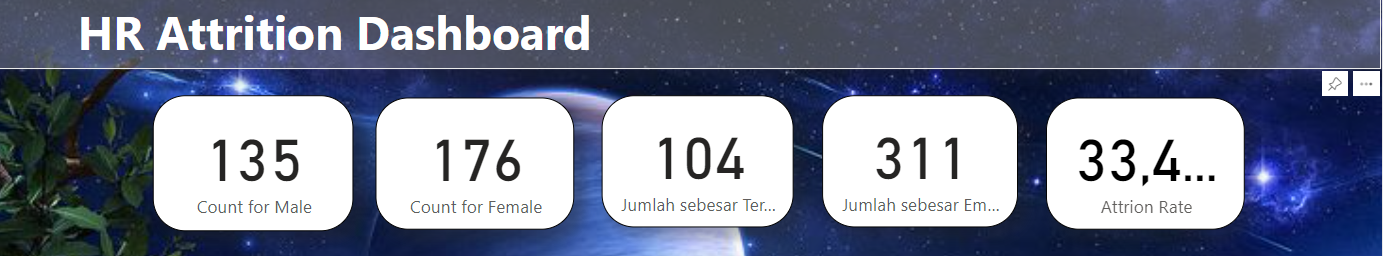 HR Attrition Dashboard
135
Count for Male
176
Count for Female
104
Jumlah sebesar Ter...
311
Jumlah sebesar Em...
33,4...
Attrion Rate